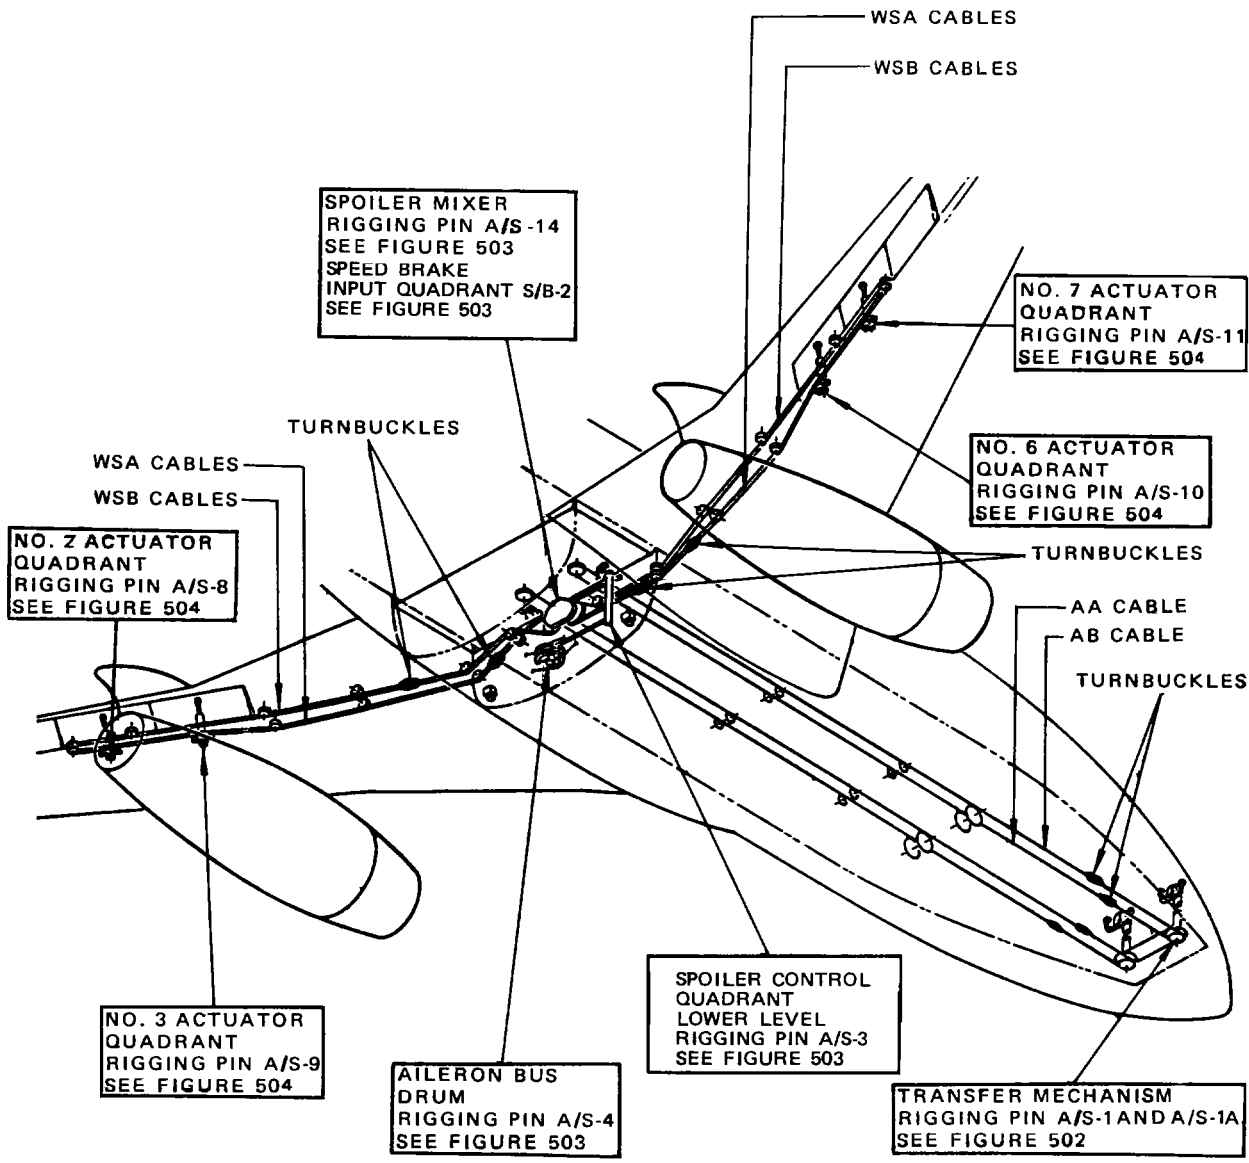 WSA CABLES
WSB CABLES
SPOILER MIXER
RIGGING PIN A/S-14
SEE FIGURE 503
SPEED BRAKE
INPUT QUADRANT S/B-2
SEE FIGURE 503
NO. 7 ACTUATOR
QUADRANT
RIGGING PIN A/S-11
SEE FIGURE 504
TURNBUCKLES
WSA CABLES
WSB CABLES
NO. 6 ACTUATOR
QUADRANT
RIGGING PIN A/S-10
SEE FIGURE 504
NO. Z ACTUATOR
QUADRANT
RIGGING PIN A/S-8
SEE FIGURE 504
TURNBUCKLES
AA CABLE
AB CABLE
TURNBUCKLES
NO. 3 ACTUATOR
QUADRANT
RIGGING PIN A/S-9
SEE FIGURE 504
AILERON BUS
DRUM
RIGGING PIN A/S-4
SEE FIGURE 503
SPOILER CONTROL
QUADRANT
LOWER LEVEL
RIGGING PIN A/S-3
SEE FIGURE 503
TRANSFER MECHANISM
RIGGING PIN A/S-1 AND A/S-1A
SEE FIGURE 502